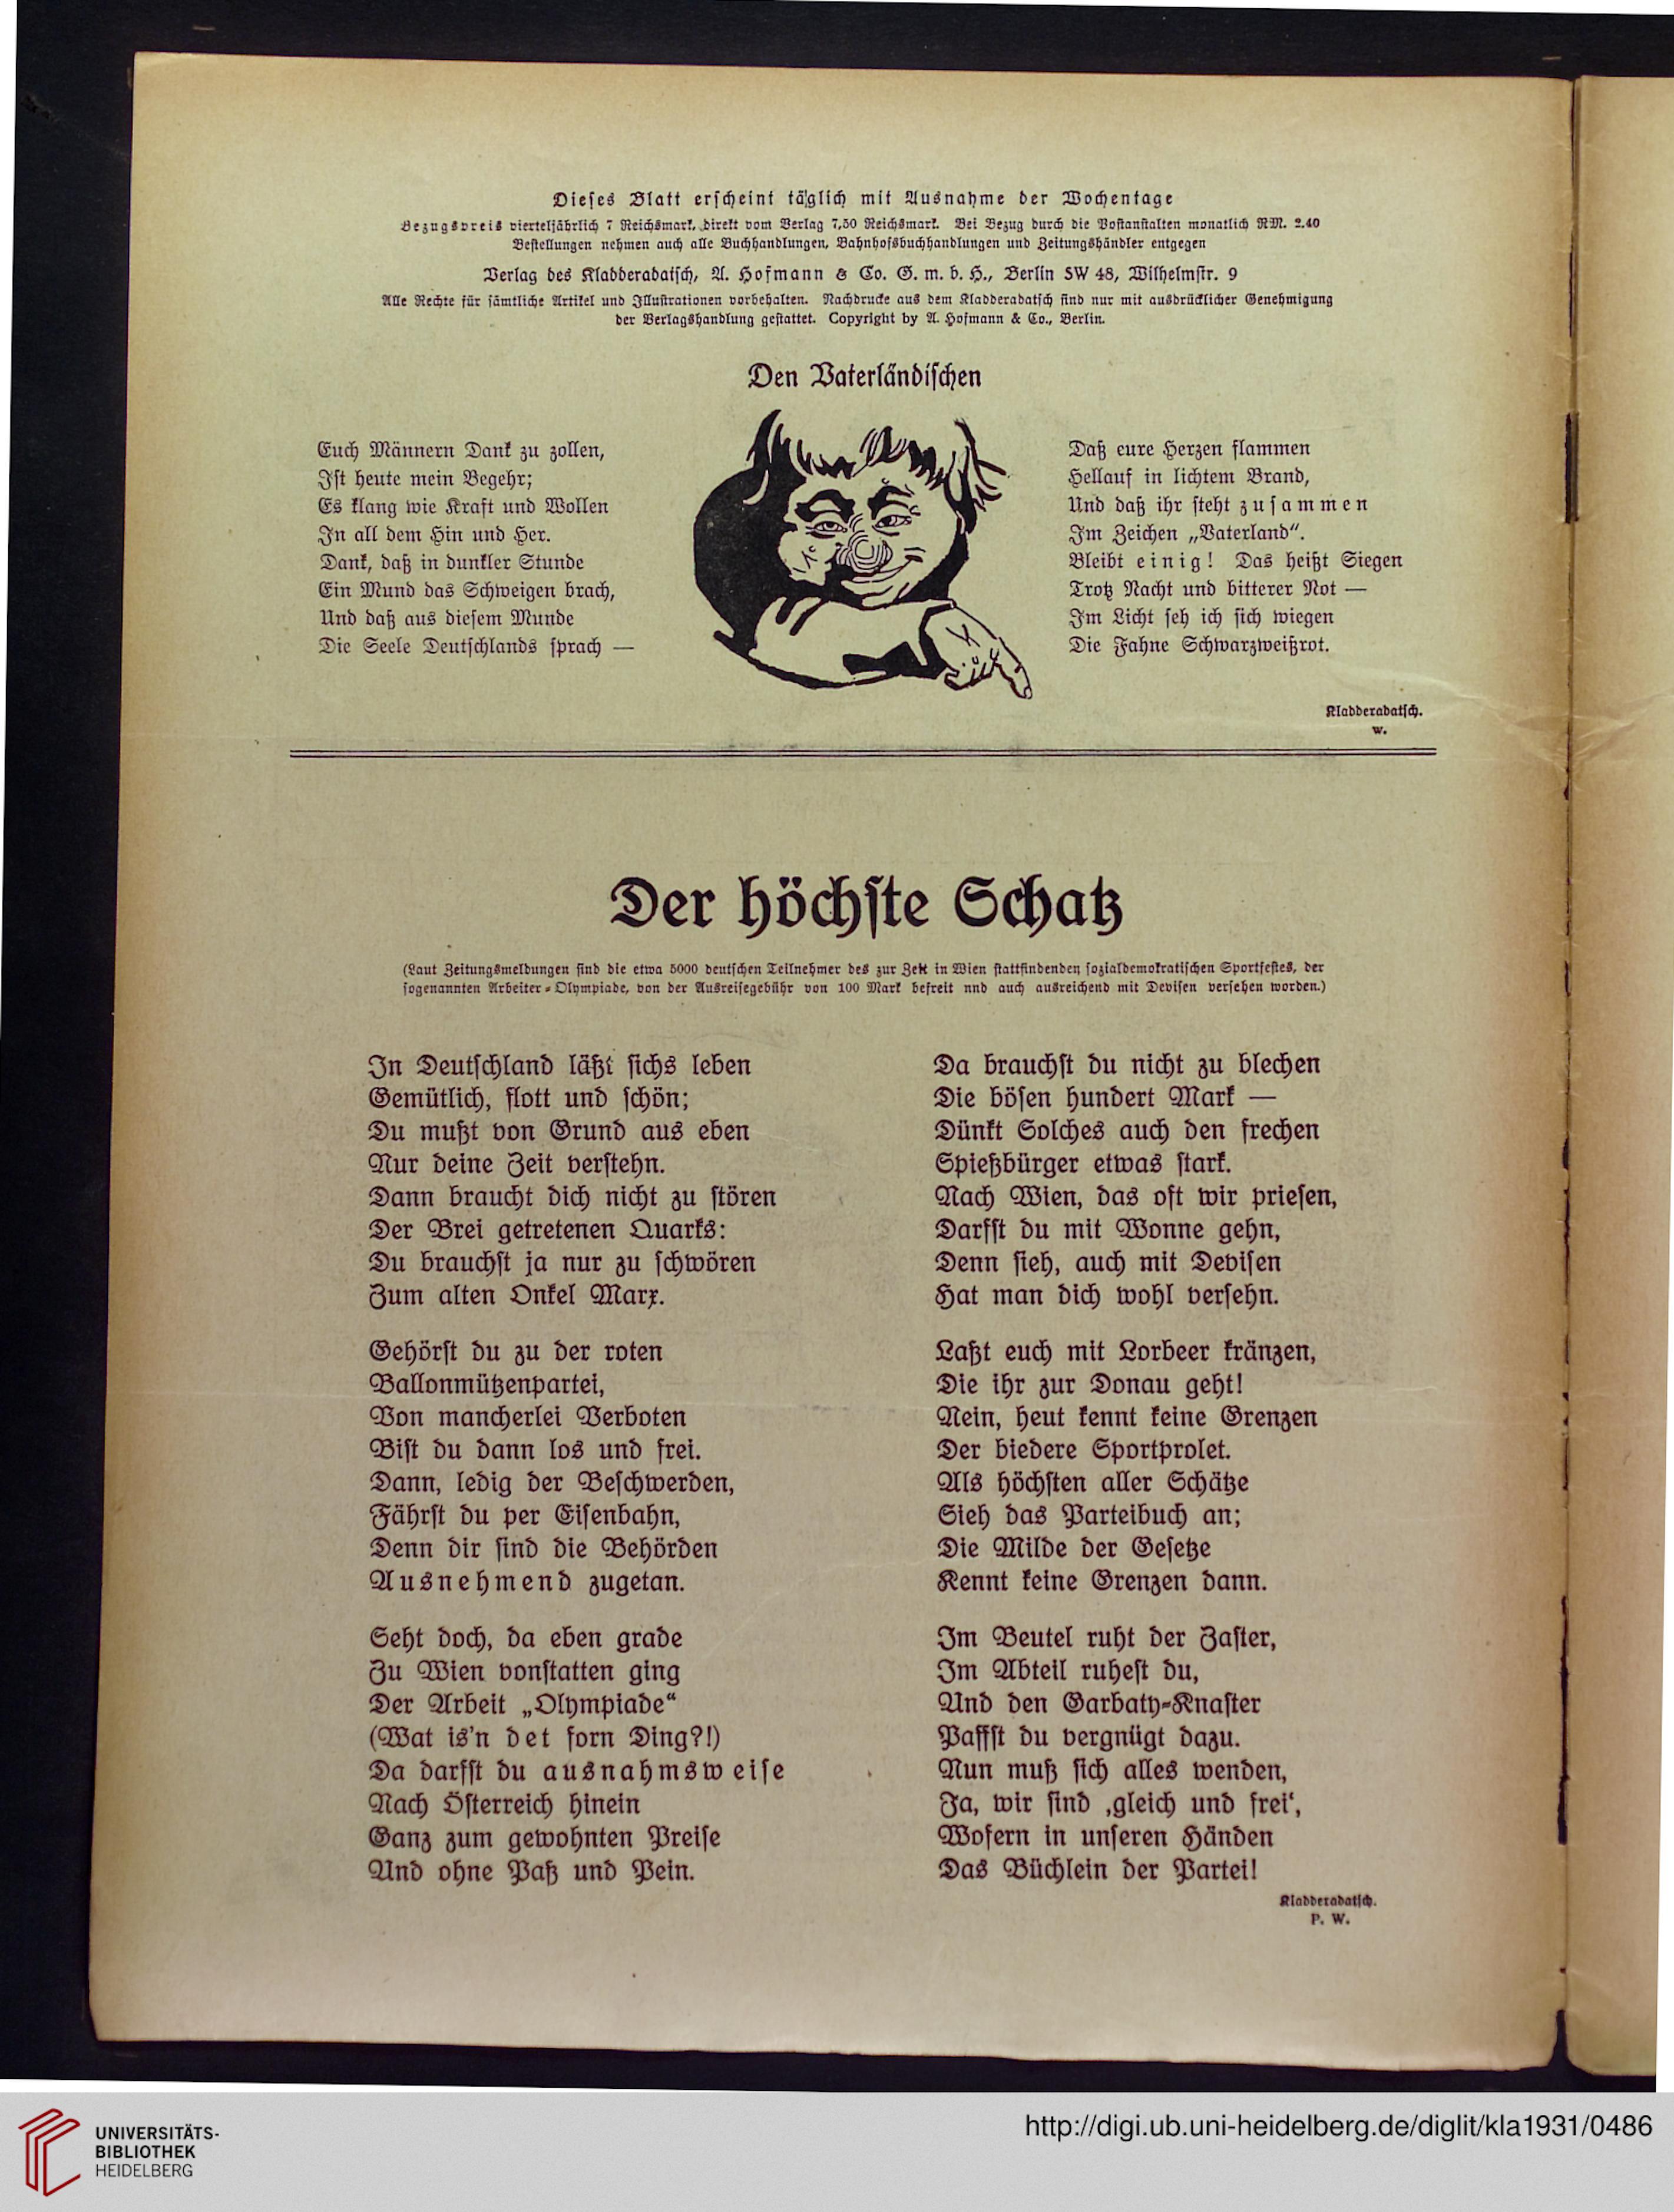 Dieses Blatt erscheint täglich mit Ausnahme der Wochentage
Bezugspreis vierteljährlich 7 Reichsmark, direkt vom Verlag 7,50 Reichsmark. Bei Bezug durch die Postanstalten monatlich RM. 2.40
Bestellungen nehmen auch alle Buchhandlungen, Bahnhofsbuchhandlungen und Zeitungshändler entgegen
Verlag des Kladderadatsch, A. Hofmann & Co. G. m. b. H., Berlin SW 48, Wilhelmstr. 9
Alle Rechte für sämtliche Artikel und Illustrationen vorbehalten. Nachdrucke aus dem Kladderadatsch sind nur mit ausdrücklicher Genehmigung
der Verlagshandlung gestattet. Copyright by A. Hofmann & Co., Berlin.
Den Vaterländischen
Euch Männern Dank zu zollen,
Ist heute mein Begehr;
Es klang wie Kraft und Wollen
In all dem Hin und Her.
Dank, daß in dunkler Stunde
Ein Mund das Schweigen brach,
Und daß aus diesem Munde
Die Seele Deutschlands sprach —
Daß eure Herzen flammen
Hellauf in lichtem Brand,
Und daß ihr steht zusammen
Im Zeichen „Vaterland“.
Bleibt einig! Das heißt Siegen
Trotz Nacht und bitterer Not —
Im Licht seh ich sich wiegen
Die Fahne Schwarzweißrot.
Kladderadatsch.
W.
Der höchste Schatz
(Laut Zeitungsmeldungen sind die etwa 5000 deutschen Teilnehmer des zur Zeit in Wien stattfindenden sozialdemokratischen Sportfestes, der
sogenannten Arbeiter-Olympiade, von der Ausreisegebühr von 100 Mark befreit nnd auch ausreichend mit Devisen versehen worden.)
In Deutschland läßt sichs leben
Gemütlich, flott und schön;
Du mußt von Grund aus eben
Nur deine Zeit verstehn.
Dann braucht dich nicht zu stören
Der Brei getretenen Quarks:
Du brauchst ja nur zu schwören
Zum alten Onkel Marx.
Gehörst du zu der roten
Ballonmützenpartei,
Von mancherlei Verboten
Bist du dann los und frei.
Dann, ledig der Beschwerden,
Fährst du per Eisenbahn,
Denn dir sind die Behörden
Ausnehmend zugetan.
Seht doch, da eben grade
Zu Wien vonstatten ging
Der Arbeit „Olympiade“
(Wat is'n det forn Ding?!)
Da darfst du ausnahmsweise
Nach Österreich hinein
Ganz zum gewohnten Preise
Und ohne Paß und Pein.
Da brauchst du nicht zu blechen
Die bösen hundert Mark —
Dünkt Solches auch den frechen
Spießbürger etwas stark.
Nach Wien, das oft wir priesen,
Darfst du mit Wonne gehn,
Denn sieh, auch mit Devisen
Hat man dich wohl versehn.
Laßt euch mit Lorbeer kränzen,
Die ihr zur Donau geht!
Nein, heut kennt keine Grenzen
Der biedere Sportprolet.
Als höchsten aller Schätze
Sieh das Parteibuch an;
Die Milde der Gesetze
Kennt keine Grenzen dann.
Im Beutel ruht der Zaster,
Im Abteil ruhest du,
Und den Garbaty-Knaster
Paffst du vergnügt dazu.
Nun muß sich alles wenden,
Ja, wir sind ‚gleich und frei‘,
Wofern in unseren Händen
Das Büchlein der Partei!
Kladderadatsch.
P. W.
UNIVERSITÄTS-
BIBLIOTHEK
HEIDELBERG
http://digi.ub.uni-heidelberg.de/diglit/kla1931/0486